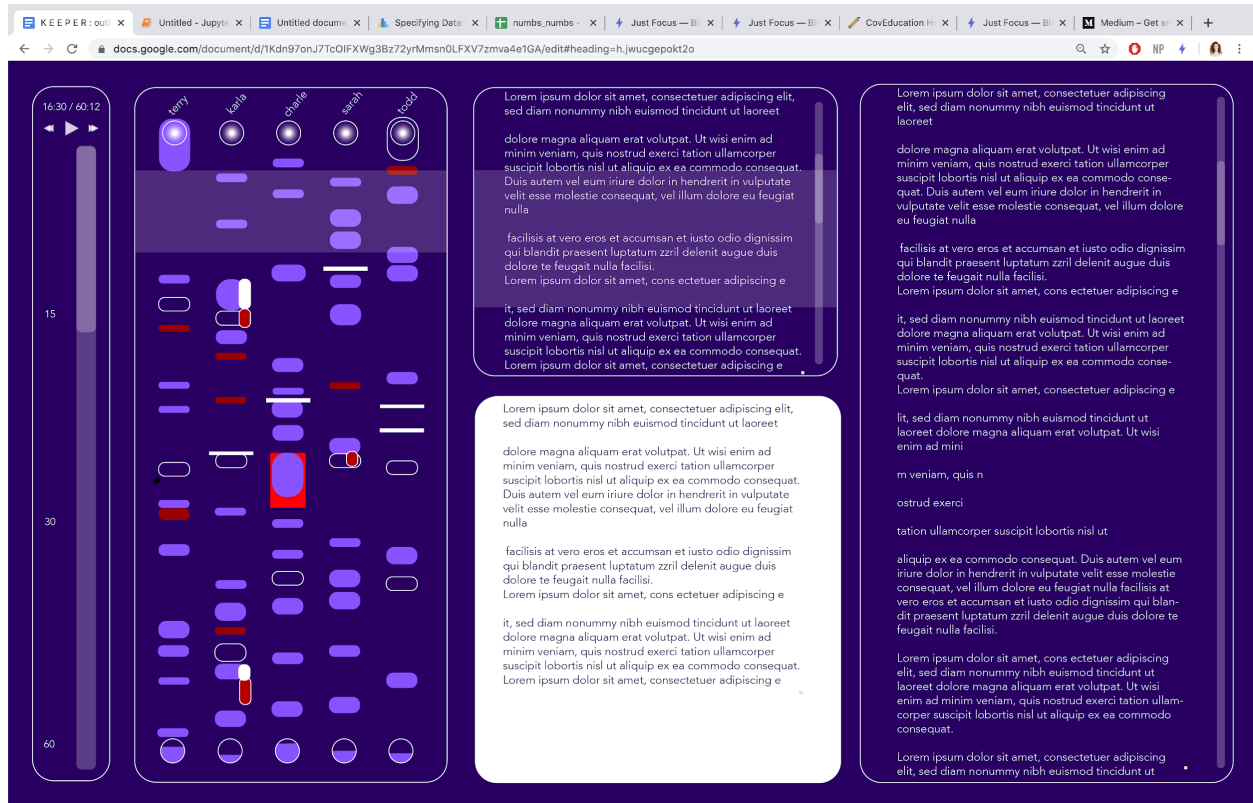 K E E P E R : outl
Untitled - Jupyte
Untitled docume
Specifying Data
numbs_numbs -
Just Focus — Bl
Just Focus — Bl
CovEducation H
Just Focus — Bl
Medium – Get s
docs.google.com/document/d/1Kdn97onJ7TcOIFXWg3Bz72yrMmsn0LFXV7zmva4e1GA/edit#heading=h.jwucgepokt2o
NP
16:30 / 60:12
15
30
60
terry
karla
charle
sarah
todd
Lorem ipsum dolor sit amet, consectetuer adipiscing elit,
sed diam nonummy nibh euismod tincidunt ut laoreet
dolore magna aliquam erat volutpat. Ut wisi enim ad
minim veniam, quis nostrud exerci tation ullamcorper
suscipit lobortis nisl ut aliquip ex ea commodo consequat.
Duis autem vel eum iriure dolor in hendrerit in vulputate
velit esse molestie consequat, vel illum dolore eu feugiat
nulla
facilisis at vero eros et accumsan et iusto odio dignissim
qui blandit praesent luptatum zzril delenit augue duis
dolore te feugait nulla facilisi.
Lorem ipsum dolor sit amet, cons ectetuer adipiscing e
it, sed diam nonummy nibh euismod tincidunt ut laoreet
dolore magna aliquam erat volutpat. Ut wisi enim ad
minim veniam, quis nostrud exerci tation ullamcorper
suscipit lobortis nisl ut aliquip ex ea commodo consequat.
Lorem ipsum dolor sit amet, consectetuer adipiscing e
Lorem ipsum dolor sit amet, consectetuer adipiscing elit,
sed diam nonummy nibh euismod tincidunt ut laoreet
dolore magna aliquam erat volutpat. Ut wisi enim ad
minim veniam, quis nostrud exerci tation ullamcorper
suscipit lobortis nisl ut aliquip ex ea commodo consequat.
Duis autem vel eum iriure dolor in hendrerit in vulputate
velit esse molestie consequat, vel illum dolore eu feugiat
nulla
facilisis at vero eros et accumsan et iusto odio dignissim
qui blandit praesent luptatum zzril delenit augue duis
dolore te feugait nulla facilisi.
Lorem ipsum dolor sit amet, cons ectetuer adipiscing e
it, sed diam nonummy nibh euismod tincidunt ut laoreet
dolore magna aliquam erat volutpat. Ut wisi enim ad
minim veniam, quis nostrud exerci tation ullamcorper
suscipit lobortis nisl ut aliquip ex ea commodo consequat.
Lorem ipsum dolor sit amet, consectetuer adipiscing e
Lorem ipsum dolor sit amet, consectetuer adipiscing
elit, sed diam nonummy nibh euismod tincidunt ut
laoreet
dolore magna aliquam erat volutpat. Ut wisi enim ad
minim veniam, quis nostrud exerci tation ullamcorper
suscipit lobortis nisl ut aliquip ex ea commodo conse-
quat. Duis autem vel eum iriure dolor in hendrerit in
vulputate velit esse molestie consequat, vel illum dolore
eu feugiat nulla
facilisis at vero eros et accumsan et iusto odio dignissim
qui blandit praesent luptatum zzril delenit augue duis
dolore te feugait nulla facilisi.
Lorem ipsum dolor sit amet, cons ectetuer adipiscing e
it, sed diam nonummy nibh euismod tincidunt ut laoreet
dolore magna aliquam erat volutpat. Ut wisi enim ad
minim veniam, quis nostrud exerci tation ullamcorper
suscipit lobortis nisl ut aliquip ex ea commodo conse-
quat.
Lorem ipsum dolor sit amet, consectetuer adipiscing e
lit, sed diam nonummy nibh euismod tincidunt ut
laoreet dolore magna aliquam erat volutpat. Ut wisi
enim ad mini
m veniam, quis n
ostrud exerci
tation ullamcorper suscipit lobortis nisl ut
aliquip ex ea commodo consequat. Duis autem vel eum
iriure dolor in hendrerit in vulputate velit esse molestie
consequat, vel illum dolore eu feugiat nulla facilisis at
vero eros et accumsan et iusto odio dignissim qui blan-
dit praesent luptatum zzril delenit augue duis dolore te
feugait nulla facilisi.
Lorem ipsum dolor sit amet, cons ectetuer adipiscing
elit, sed diam nonummy nibh euismod tincidunt ut
laoreet dolore magna aliquam erat volutpat. Ut wisi
enim ad minim veniam, quis nostrud exerci tation ullam-
corper suscipit lobortis nisl ut aliquip ex ea commodo
consequat.
Lorem ipsum dolor sit amet, consectetuer adipiscing
elit, sed diam nonummy nibh euismod tincidunt ut